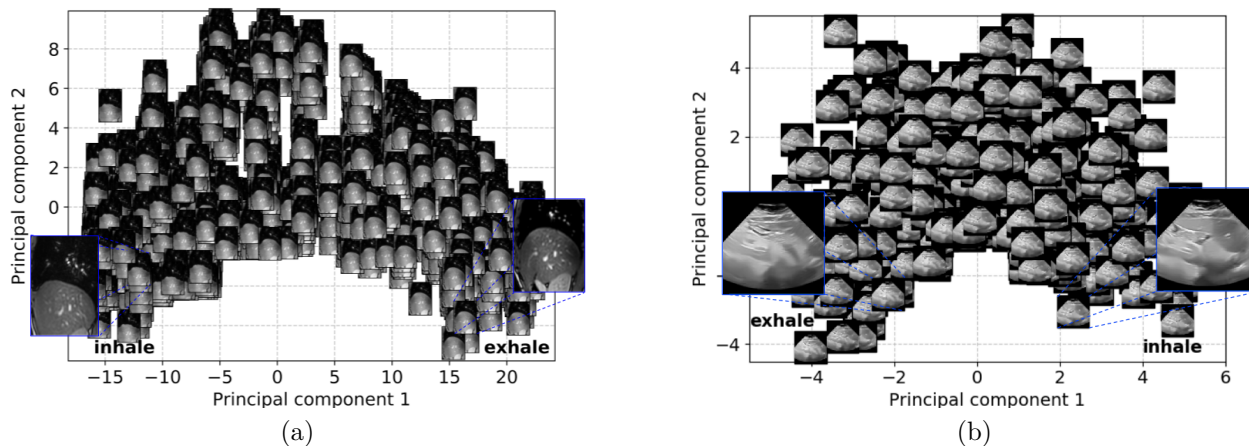 8
6
4
2
0
Principal component 2
inhale
exhale
−15
−10
−5
0
5
10
15
20
Principal component 1
(a)
4
2
−4
Principal component 2
exhale
inhale
−4
−2
0
2
4
6
Principal component 1
(b)